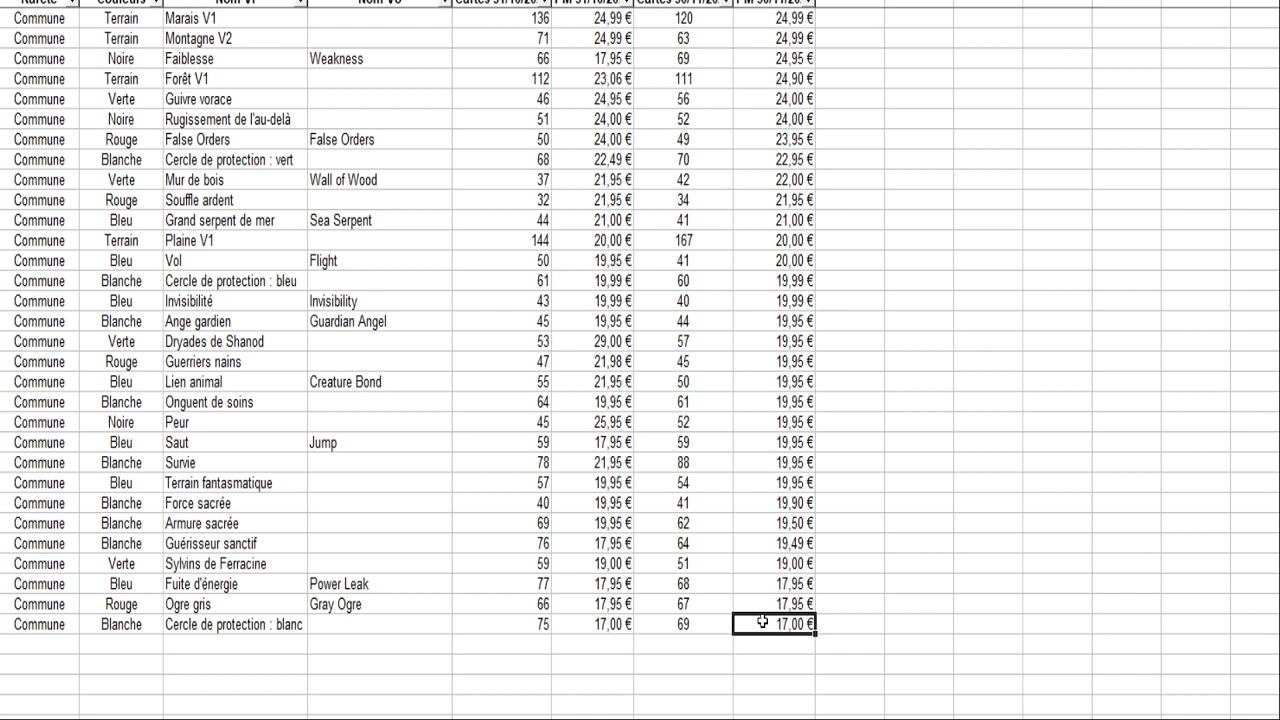 Commune Terrain Marais V1 136 24,99 € 120 24,99 €
Commune Terrain Montagne V2 71 24,99 € 63 24,99 €
Commune Noire Faiblesse Weakness 66 17,95 € 69 24,95 €
Commune Terrain Forêt V1 112 23,06 € 111 24,90 €
Commune Verte Guivre vorace 46 24,95 € 56 24,00 €
Commune Noire Rugissement de l'au-delà 51 24,00 € 52 24,00 €
Commune Rouge False Orders False Orders 50 24,00 € 49 23,95 €
Commune Blanche Cercle de protection : vert 68 22,49 € 70 22,95 €
Commune Verte Mur de bois Wall of Wood 37 21,95 € 42 22,00 €
Commune Rouge Souffle ardent 32 21,95 € 34 21,95 €
Commune Bleu Grand serpent de mer Sea Serpent 44 21,00 € 41 21,00 €
Commune Terrain Plaine V1 144 20,00 € 167 20,00 €
Commune Bleu Vol Flight 50 19,95 € 41 20,00 €
Commune Blanche Cercle de protection : bleu 61 19,99 € 60 19,99 €
Commune Bleu Invisibilité Invisibility 43 19,99 € 40 19,99 €
Commune Blanche Ange gardien Guardian Angel 45 19,95 € 44 19,95 €
Commune Verte Dryades de Shanod 53 29,00 € 57 19,95 €
Commune Rouge Guerriers nains 47 21,98 € 45 19,95 €
Commune Bleu Lien animal Creature Bond 55 21,95 € 50 19,95 €
Commune Blanche Onguent de soins 64 19,95 € 61 19,95 €
Commune Noire Peur 45 25,95 € 52 19,95 €
Commune Bleu Saut Jump 59 17,95 € 59 19,95 €
Commune Blanche Survie 78 21,95 € 88 19,95 €
Commune Bleu Terrain fantasmatique 57 19,95 € 54 19,95 €
Commune Blanche Force sacrée 40 19,95 € 41 19,90 €
Commune Blanche Armure sacrée 69 19,95 € 62 19,50 €
Commune Blanche Guérisseur sanctif 76 17,95 € 64 19,49 €
Commune Verte Sylvins de Ferracine 59 19,00 € 51 19,00 €
Commune Bleu Fuite d'énergie Power Leak 77 17,95 € 68 17,95 €
Commune Rouge Ogre gris Gray Ogre 66 17,95 € 67 17,95 €
Commune Blanche Cercle de protection : blanc 75 17,00 € 69 17,00 €